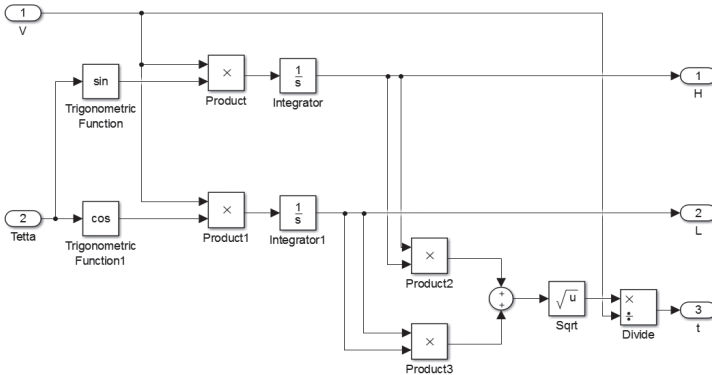 1
V
sin
Trigonometric
Function
×
Product
1
s
Integrator
1
H
2
Tetta
cos
Trigonometric
Function1
×
Product1
1
s
Integrator1
2
L
×
Product2
+
+
√u
Sqrt
×
÷
Divide
3
t
×
Product3